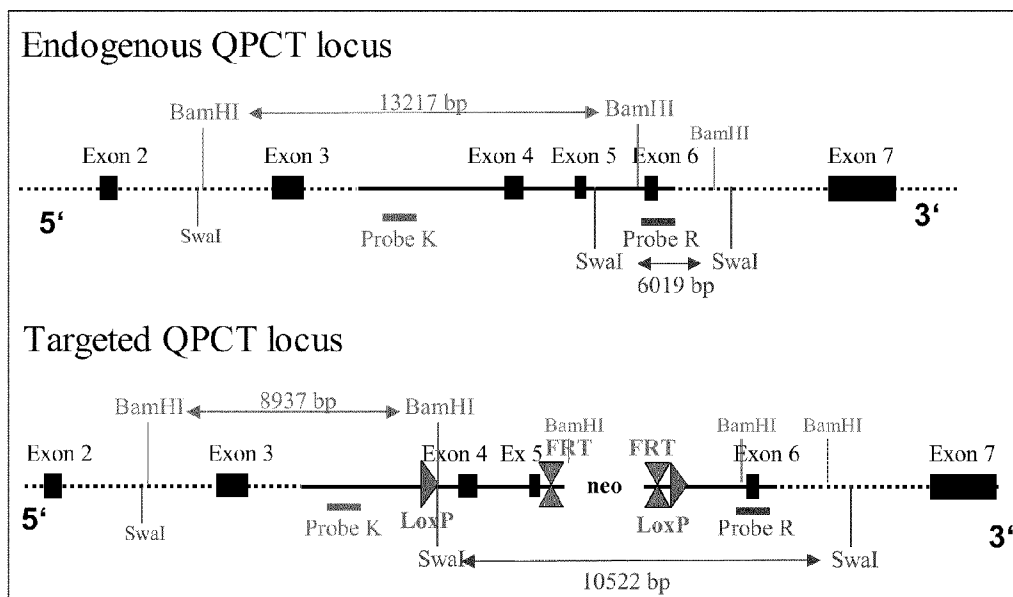 Endogenous QPCT locus
13217 bp
BamHI
BamHI
BamHI
Exon 2
Exon 3
Exon 4
Exon 5
Exon 6
Exon 7
5‘
3‘
SwaI
Probe K
Probe R
SwaI
SwaI
6019 bp
Targeted QPCT locus
BamHI
8937 bp
BamHI
BamHI
FRT
FRT
BamHI
BamHI
Exon 2
Exon 3
Exon 4
Ex 5
neo
Exon 6
Exon 7
5‘
3‘
SwaI
Probe K
LoxP
LoxP
Probe R
SwaI
SwaI
10522 bp